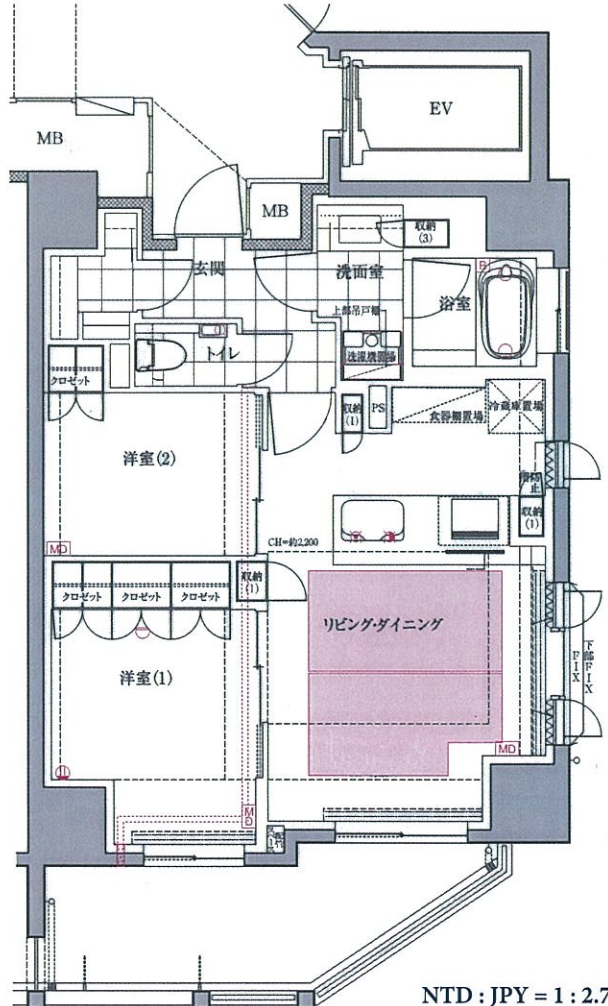 EV
MB
MB
収納
(3)
玄関
洗面室
浴室
上部吊戸棚
トイレ
洗濯機置場
クロゼット
収納
(1)
PS
食器棚置場
冷蔵庫置場
洋室(2)
収納
(1)
CH=約2,200
MD
クロゼット
クロゼット
クロゼット
収納
(1)
リビング・ダイニング
下部FIX
FIX
洋室(1)
MD
MD
NTD : JPY = 1 : 2.7